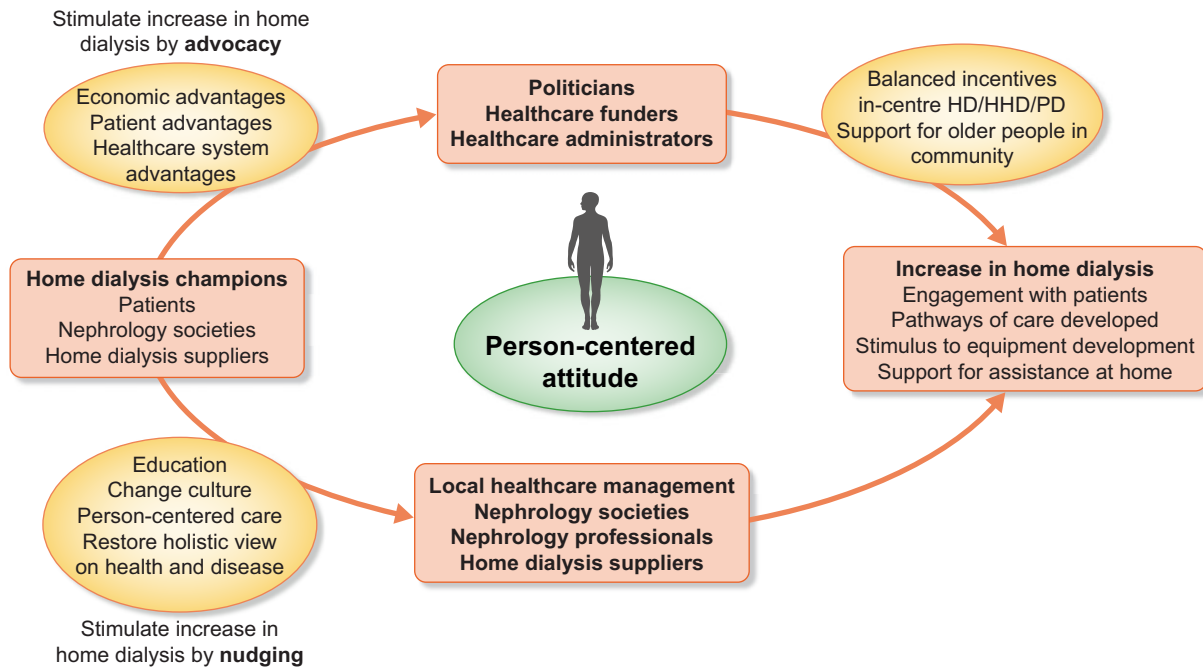 Stimulate increase in home
dialysis by advocacy
Economic advantages
Patient advantages
Healthcare system
advantages
Politicians
Healthcare funders
Healthcare administrators
Balanced incentives
in-centre HD/HHD/PD
Support for older people in
community
Home dialysis champions
Patients
Nephrology societies
Home dialysis suppliers
Person-centered
attitude
Increase in home dialysis
Engagement with patients
Pathways of care developed
Stimulus to equipment development
Support for assistance at home
Education
Change culture
Person-centered care
Restore holistic view
on health and disease
Local healthcare management
Nephrology societies
Nephrology professionals
Home dialysis suppliers
Stimulate increase in
home dialysis by nudging